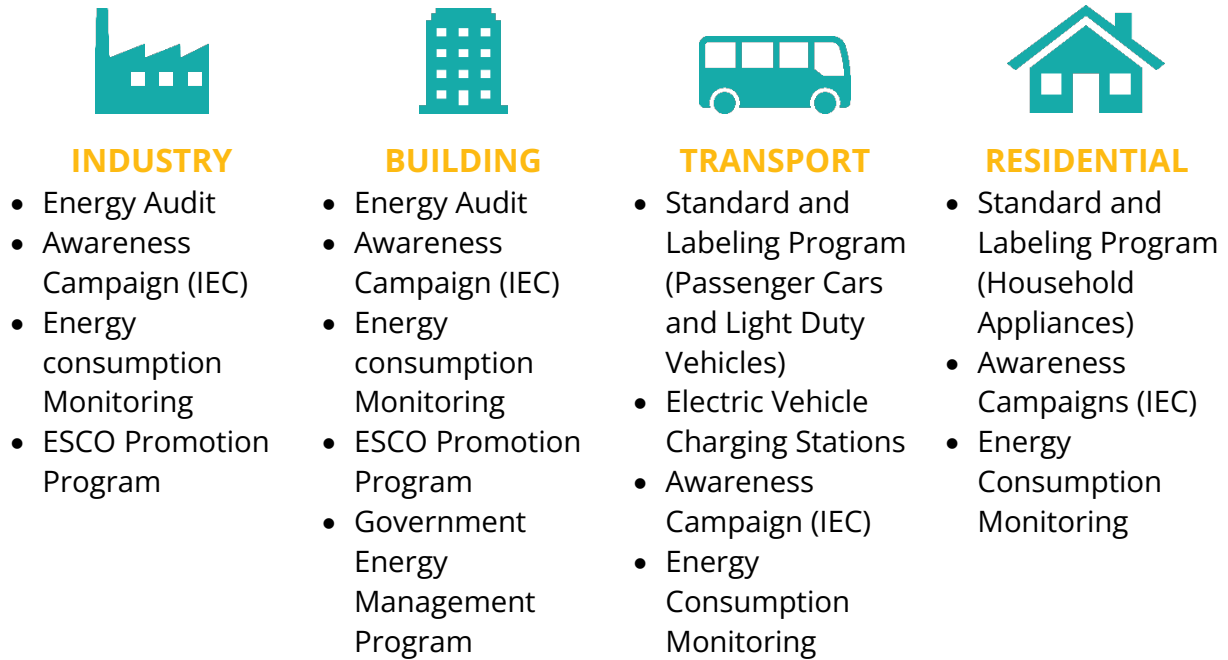 INDUSTRY
• Energy Audit
• Awareness
Campaign (IEC)
• Energy
consumption
Monitoring
• ESCO Promotion
Program
BUILDING
• Energy Audit
• Awareness
Campaign (IEC)
• Energy
consumption
Monitoring
• ESCO Promotion
Program
• Government
Energy
Management
Program
TRANSPORT
• Standard and
Labeling Program
(Passenger Cars
and Light Duty
Vehicles)
• Electric Vehicle
Charging Stations
• Awareness
Campaign (IEC)
• Energy
Consumption
Monitoring
RESIDENTIAL
• Standard and
Labeling Program
(Household
Appliances)
• Awareness
Campaigns (IEC)
• Energy
Consumption
Monitoring